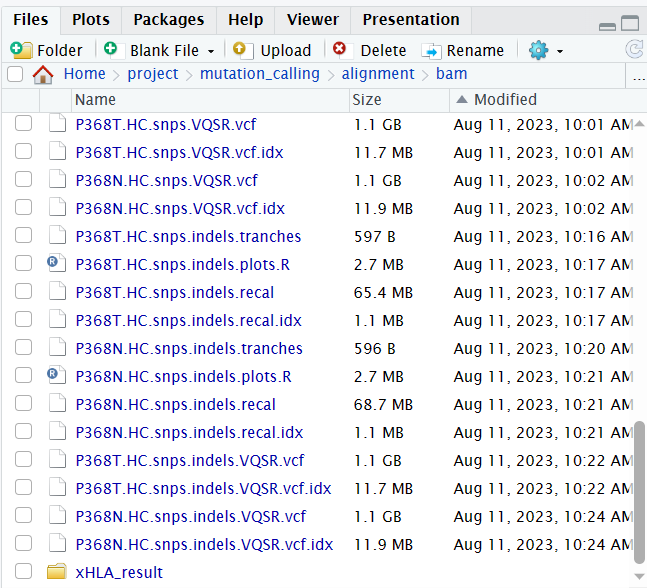 Files Plots Packages Help Viewer Presentation
Folder Blank File Upload Delete Rename
Home project mutation_calling alignment bam ...
Name Size Modified
P368T.HC.snps.VQSR.vcf 1.1 GB Aug 11, 2023, 10:01 AM
P368T.HC.snps.VQSR.vcf.idx 11.7 MB Aug 11, 2023, 10:01 AM
P368N.HC.snps.VQSR.vcf 1.1 GB Aug 11, 2023, 10:02 AM
P368N.HC.snps.VQSR.vcf.idx 11.9 MB Aug 11, 2023, 10:02 AM
P368T.HC.snps.indels.tranches 597 B Aug 11, 2023, 10:16 AM
R P368T.HC.snps.indels.plots.R 2.7 MB Aug 11, 2023, 10:17 AM
P368T.HC.snps.indels.recal 65.4 MB Aug 11, 2023, 10:17 AM
P368T.HC.snps.indels.recal.idx 1.1 MB Aug 11, 2023, 10:17 AM
P368N.HC.snps.indels.tranches 596 B Aug 11, 2023, 10:20 AM
R P368N.HC.snps.indels.plots.R 2.7 MB Aug 11, 2023, 10:21 AM
P368N.HC.snps.indels.recal 68.7 MB Aug 11, 2023, 10:21 AM
P368N.HC.snps.indels.recal.idx 1.1 MB Aug 11, 2023, 10:21 AM
P368T.HC.snps.indels.VQSR.vcf 1.1 GB Aug 11, 2023, 10:22 AM
P368T.HC.snps.indels.VQSR.vcf.idx 11.7 MB Aug 11, 2023, 10:22 AM
P368N.HC.snps.indels.VQSR.vcf 1.1 GB Aug 11, 2023, 10:24 AM
P368N.HC.snps.indels.VQSR.vcf.idx 11.9 MB Aug 11, 2023, 10:24 AM
xHLA_result